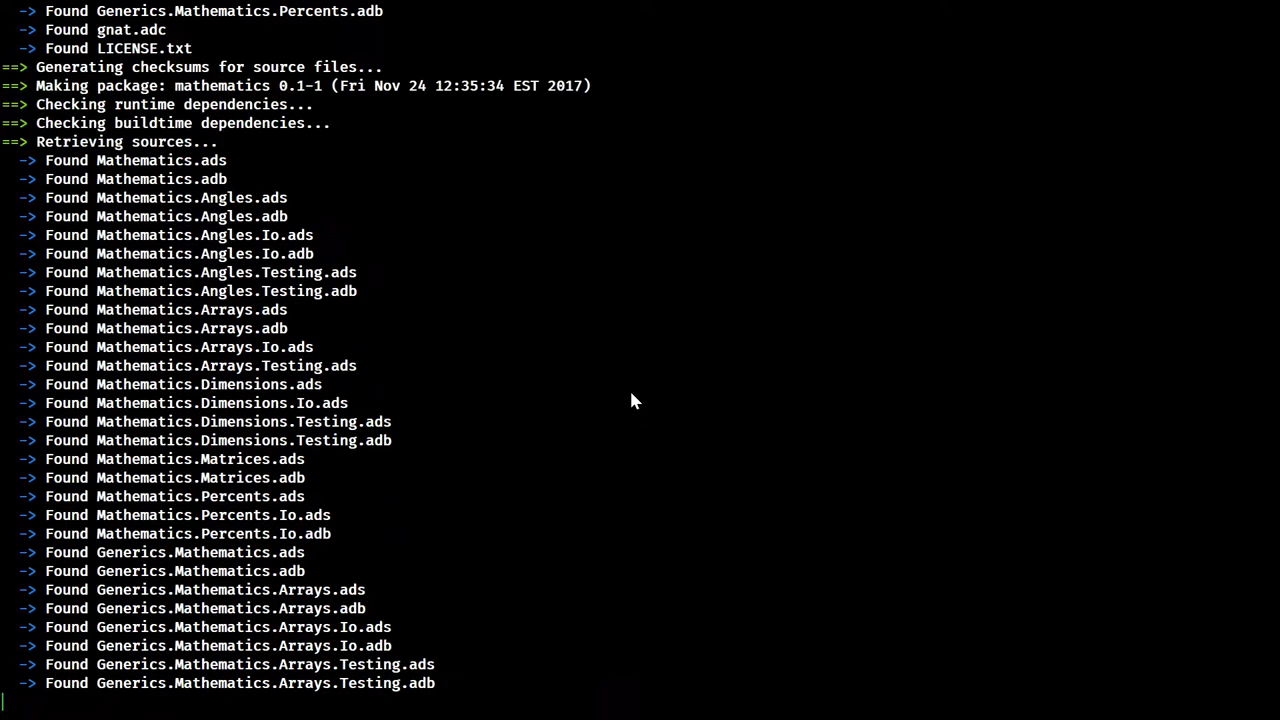 -> Found Generics.Mathematics.Percents.adb
-> Found gnat.adc
-> Found LICENSE.txt
==> Generating checksums for source files...
==> Making package: mathematics 0.1-1 (Fri Nov 24 12:35:34 EST 2017)
==> Checking runtime dependencies...
==> Checking buildtime dependencies...
==> Retrieving sources...
-> Found Mathematics.ads
-> Found Mathematics.adb
-> Found Mathematics.Angles.ads
-> Found Mathematics.Angles.adb
-> Found Mathematics.Angles.Io.ads
-> Found Mathematics.Angles.Io.adb
-> Found Mathematics.Angles.Testing.ads
-> Found Mathematics.Angles.Testing.adb
-> Found Mathematics.Arrays.ads
-> Found Mathematics.Arrays.adb
-> Found Mathematics.Arrays.Io.ads
-> Found Mathematics.Arrays.Testing.ads
-> Found Mathematics.Dimensions.ads
-> Found Mathematics.Dimensions.Io.ads
-> Found Mathematics.Dimensions.Testing.ads
-> Found Mathematics.Dimensions.Testing.adb
-> Found Mathematics.Matrices.ads
-> Found Mathematics.Matrices.adb
-> Found Mathematics.Percents.ads
-> Found Mathematics.Percents.Io.ads
-> Found Mathematics.Percents.Io.adb
-> Found Generics.Mathematics.ads
-> Found Generics.Mathematics.adb
-> Found Generics.Mathematics.Arrays.ads
-> Found Generics.Mathematics.Arrays.adb
-> Found Generics.Mathematics.Arrays.Io.ads
-> Found Generics.Mathematics.Arrays.Io.adb
-> Found Generics.Mathematics.Arrays.Testing.ads
-> Found Generics.Mathematics.Arrays.Testing.adb